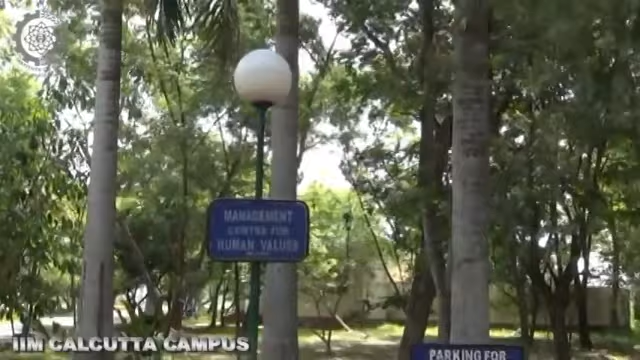 MANAGEMENT
CENTRE FOR
HUMAN VALUES
PARKING FOR
IIM CALCUTTA CAMPUS